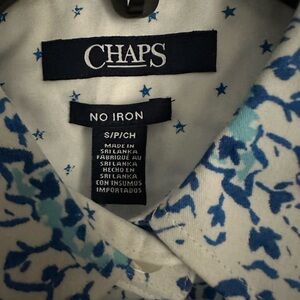 CHAPS
NO IRON
S/P/CH
MADE IN
SRI LANKA
FABRIQUÉ AU
SRI LANKA
HECHO EN
SRI LANKA
CON INSUMOS
IMPORTADOS